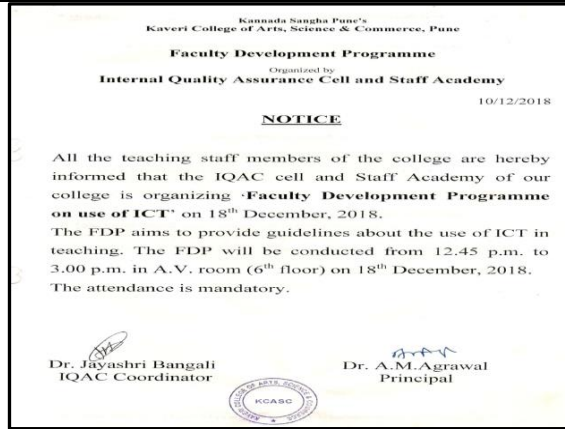 Kannada Sangha Pune's
Kaveri College of Arts, Science & Commerce, Pune
Faculty Development Programme
Organized by
Internal Quality Assurance Cell and Staff Academy
10/12/2018
NOTICE
All the teaching staff members of the college are hereby
informed that the IQAC cell and Staff Academy of our
college is organizing 'Faculty Development Programme
on use of ICT' on 18th December, 2018.
The FDP aims to provide guidelines about the use of ICT in
teaching. The FDP will be conducted from 12.45 p.m. to
3.00 p.m. in A.V. room (6th floor) on 18th December, 2018.
The attendance is mandatory.
Dr. Jayashri Bangali
IQAC Coordinator
Dr. A.M.Agrawal
Principal
KCASC